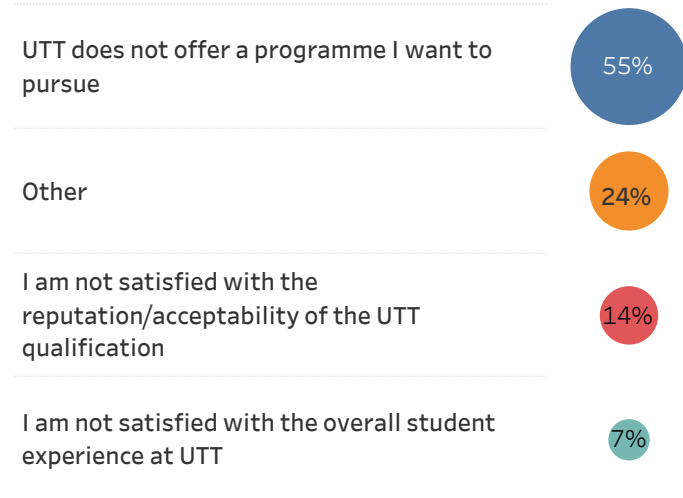 UTT does not offer a programme I want to
pursue
55%
Other
24%
I am not satisfied with the
reputation/acceptability of the UTT
qualification
14%
I am not satisfied with the overall student
experience at UTT
7%